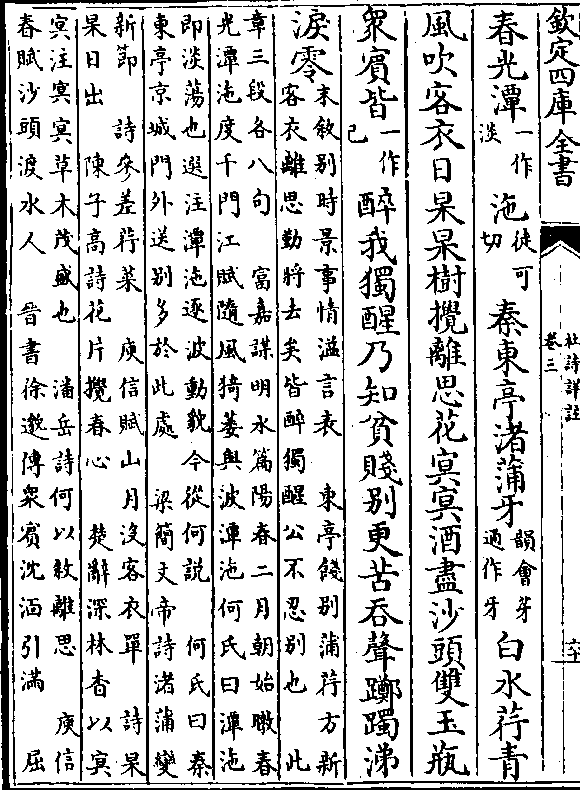 欽定四庫全書
杜詩詳註
卷三
春光潭一作淡沲徒可切秦東亭渚蒲牙韻會芽通作牙白水荇青
風吹客衣日杲杲樹攪離思花冥冥酒盡沙頭雙玉瓶
衆賓皆一作已醉我獨醒乃知貧賤別更苦吞聲躑躅涕
淚零末敘別時景事情溢言表 東亭餞別蒲荇方新
客衣離思勤將去矣皆醉獨醒公不忍別也 此
章三段各八句 富嘉謨明水篇陽春二月朝始暾春
光潭沲度千門江賦隨風猗萎與波潭沲何氏曰潭沲
即淡蕩也選注潭沲逐波動貌今從何説 何氏曰秦
東亭京城門外送別多於此處 梁簡文帝詩渚蒲變
新節 詩參差荇菜 庾信賦山月沒客衣單 詩杲
杲日出 陳子高詩花片攪春心 楚辭深林杳以冥
冥注冥冥草木茂盛也 潘岳詩何以敘離思 庾信
春賦沙頭渡水人 晉書徐邈傳衆賓沈湎引滿 屈